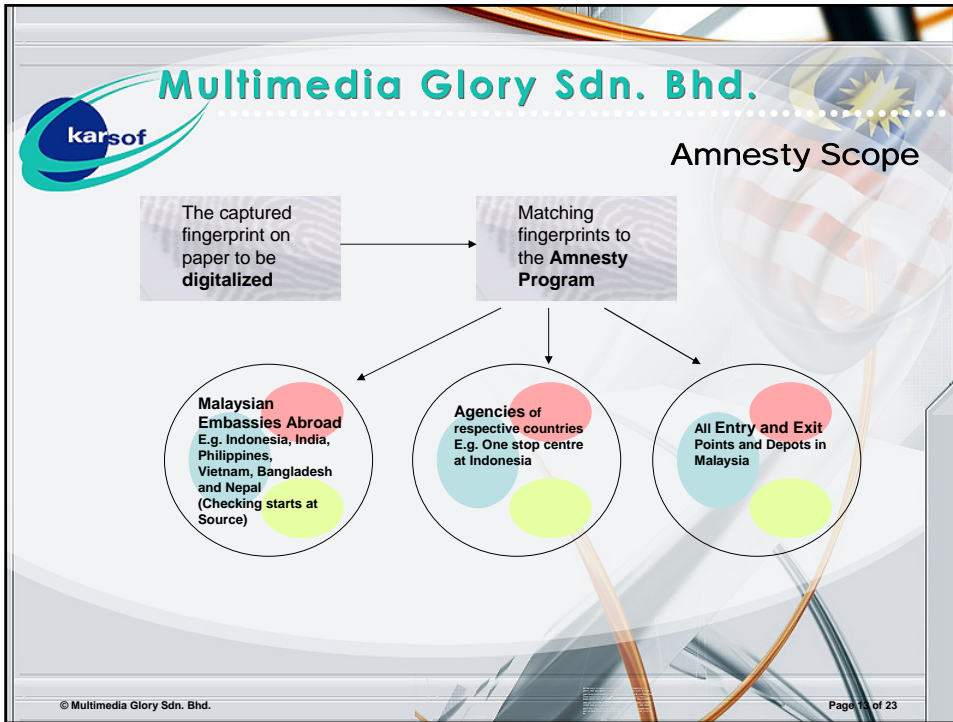 Multimedia Glory Sdn. Bhd.
karsof
Amnesty Scope
The captured
fingerprint on
paper to be
digitalized
Matching
fingerprints to
the Amnesty
Program
Malaysian
Embassies Abroad
E.g. Indonesia, India,
Philippines,
Vietnam, Bangladesh
and Nepal
(Checking starts at
Source)
Agencies of
respective countries
E.g. One stop centre
at Indonesia
All Entry and Exit
Points and Depots in
Malaysia
© Multimedia Glory Sdn. Bhd.
Page 13 of 23